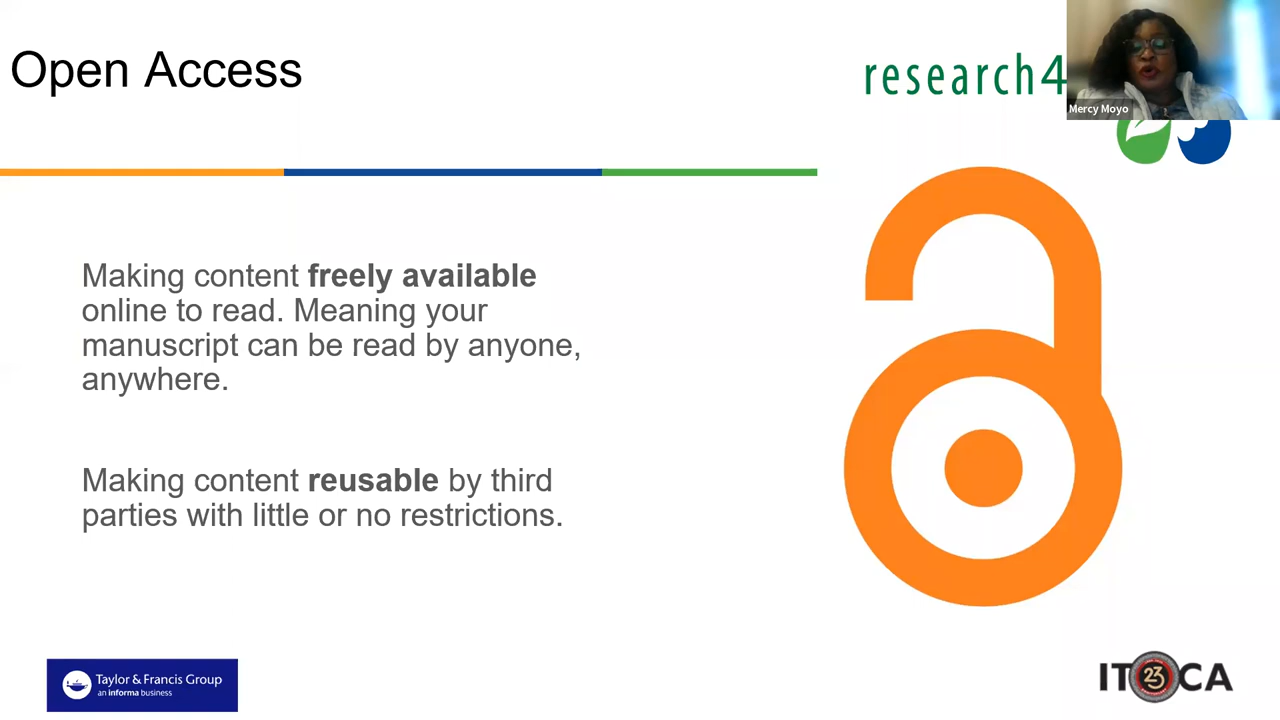 Open Access
research4
Mercy Moyo
Making content freely available
online to read. Meaning your
manuscript can be read by anyone,
anywhere.
Making content reusable by third
parties with little or no restrictions.
Taylor & Francis Group
an informa business
ITOCA
23